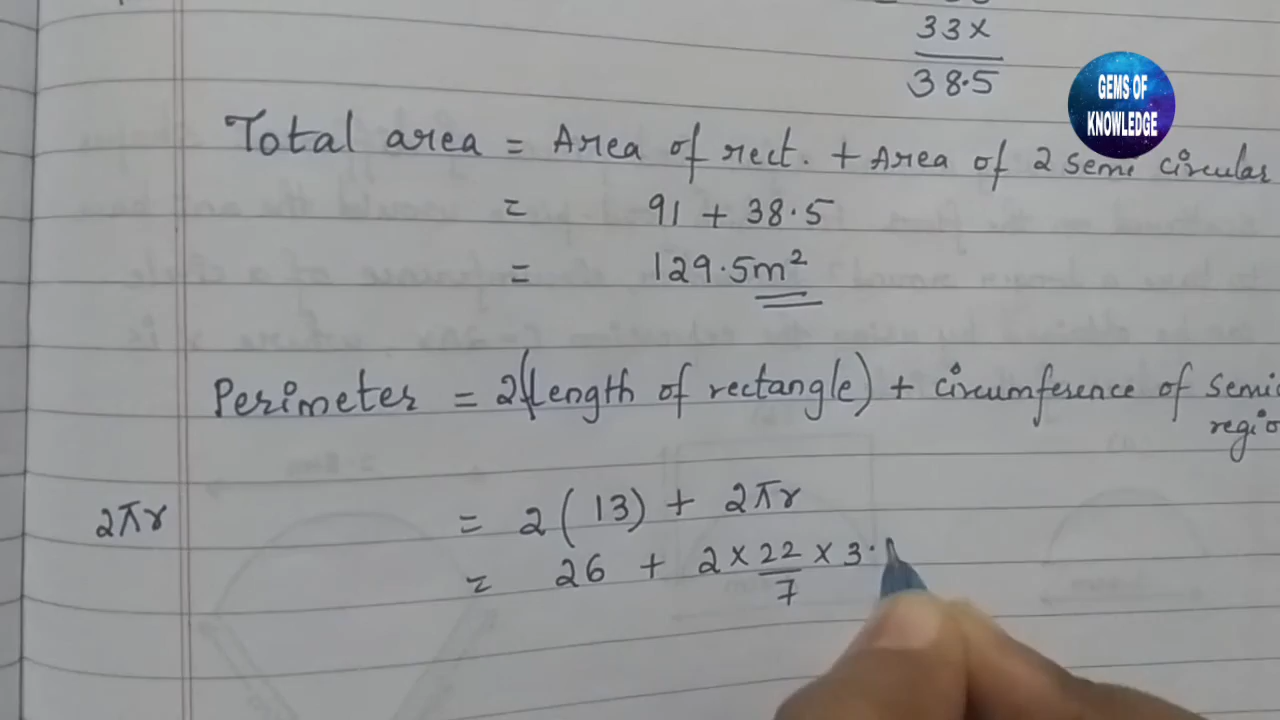 33x
38.5
GEMS OF
KNOWLEDGE
Total area = Area of rect. + Area of 2 semi circular
= 91 + 38.5
= 129.5m²
Perimeter = 2(length of rectangle) + circumference of semi
regio
2πr
= 2(13) + 2πr
= 26 + 2 × 22/7 × 3.